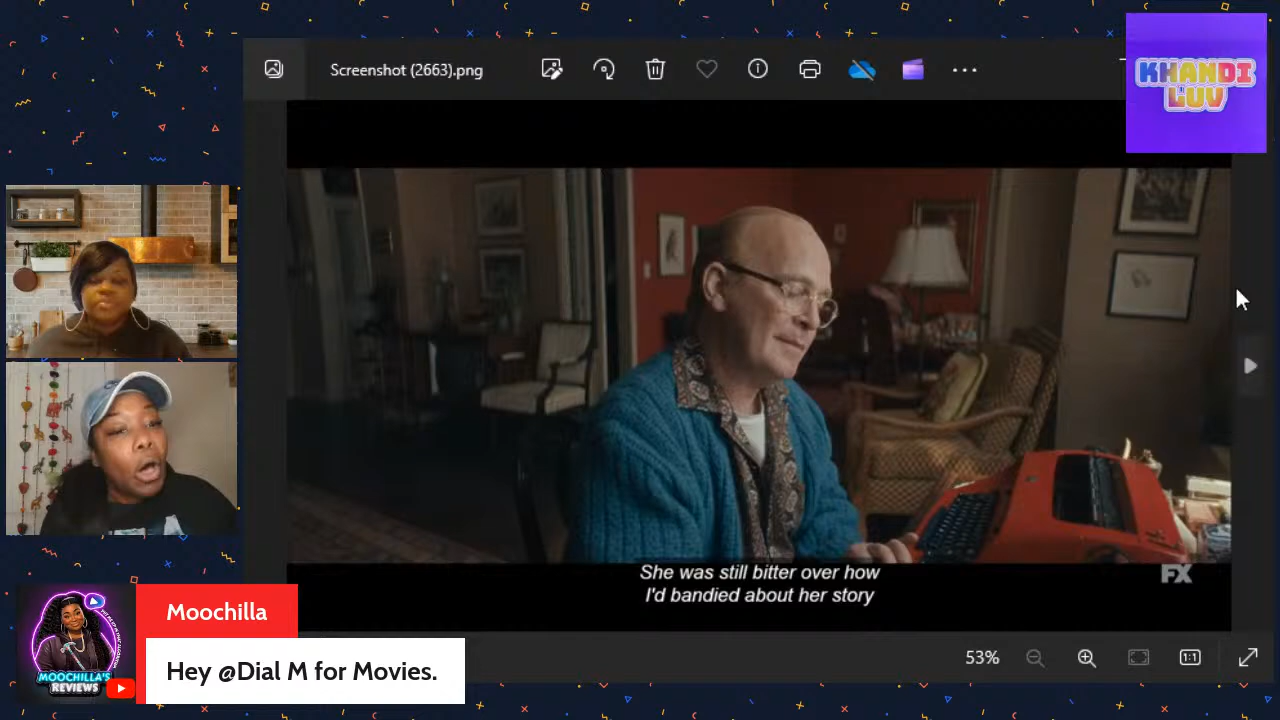 Screenshot (2663).png
KHANDI
LUV
She was still bitter over how
I'd bandied about her story
FX
Moochilla
Hey @Dial M for Movies.
MOOCHILLA'S
REVIEWS
53%
1:1